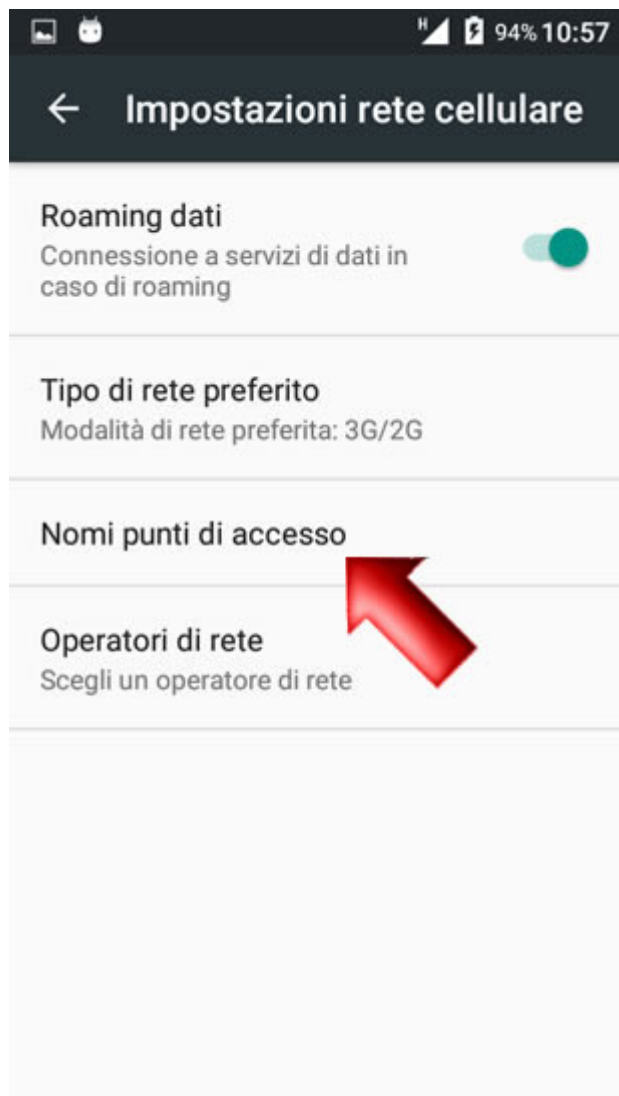 H 94% 10:57
Impostazioni rete cellulare
Roaming dati
Connessione a servizi di dati in
caso di roaming
Tipo di rete preferito
Modalità di rete preferita: 3G/2G
Nomi punti di accesso
Operatori di rete
Scegli un operatore di rete